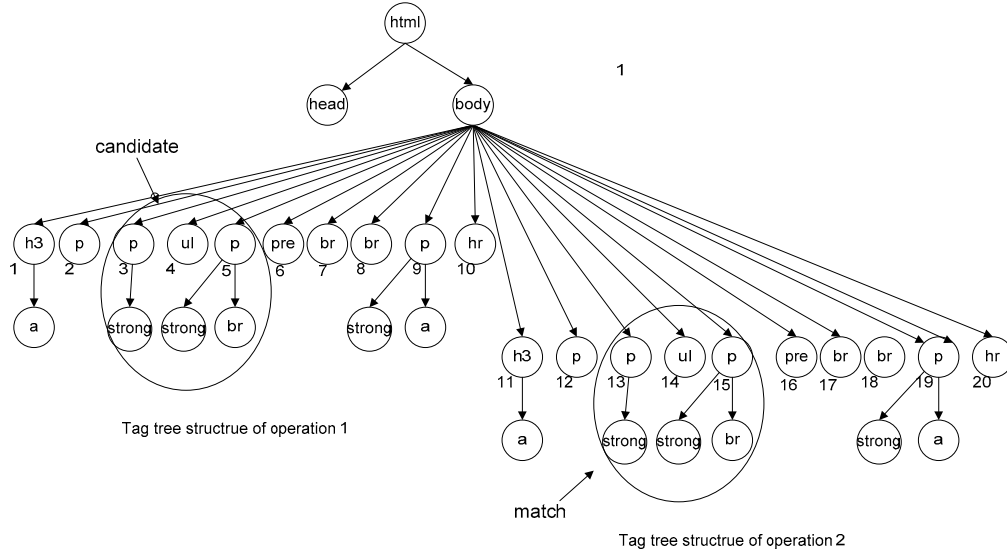 html
1
head
body
candidate
h3 p p ul p pre br br p hr
1 2 3 4 5 6 7 8 9 10
a strong strong br strong a
h3 p p ul p pre br br p hr
11 12 13 14 15 16 17 18 19 20
Tag tree structrue of operation 1
a strong strong br strong a
match
Tag tree structrue of operation 2